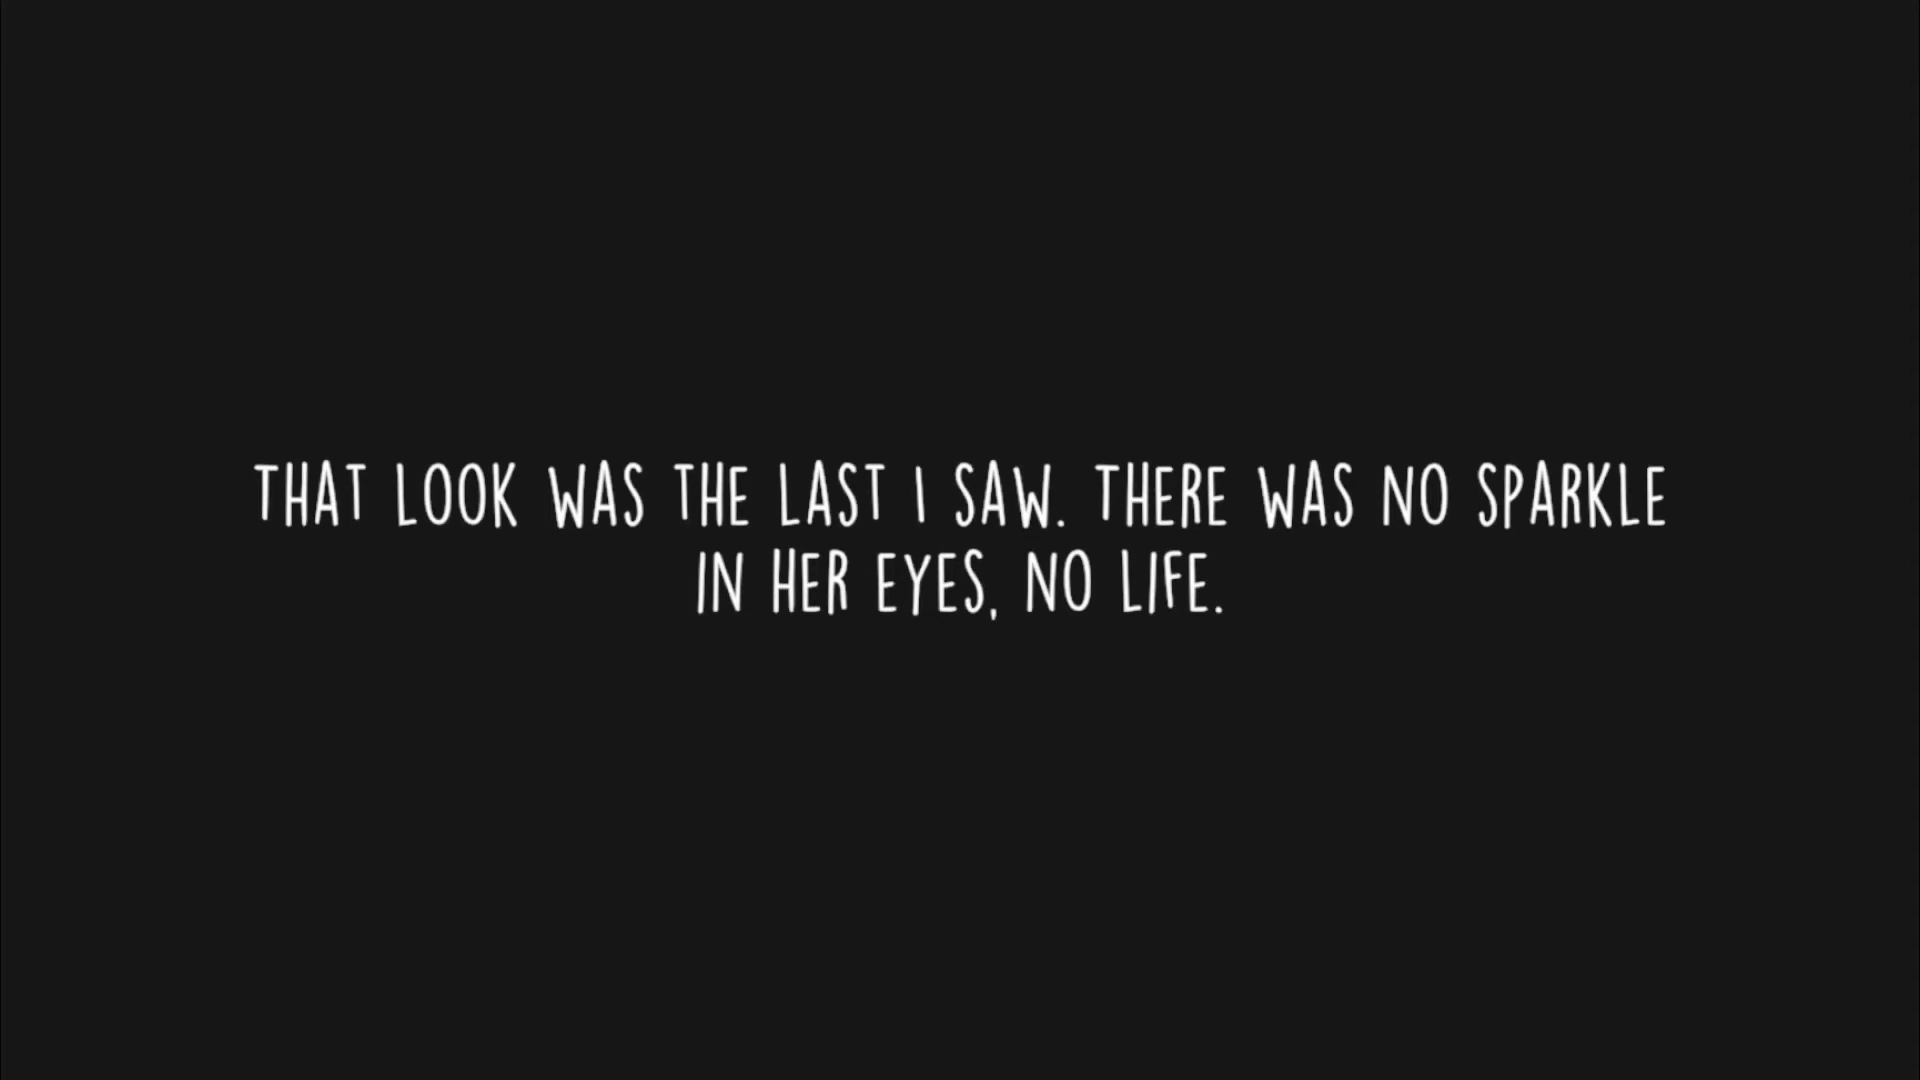 THAT LOOK WAS THE LAST I SAW. THERE WAS NO SPARKLE
IN HER EYES, NO LIFE.